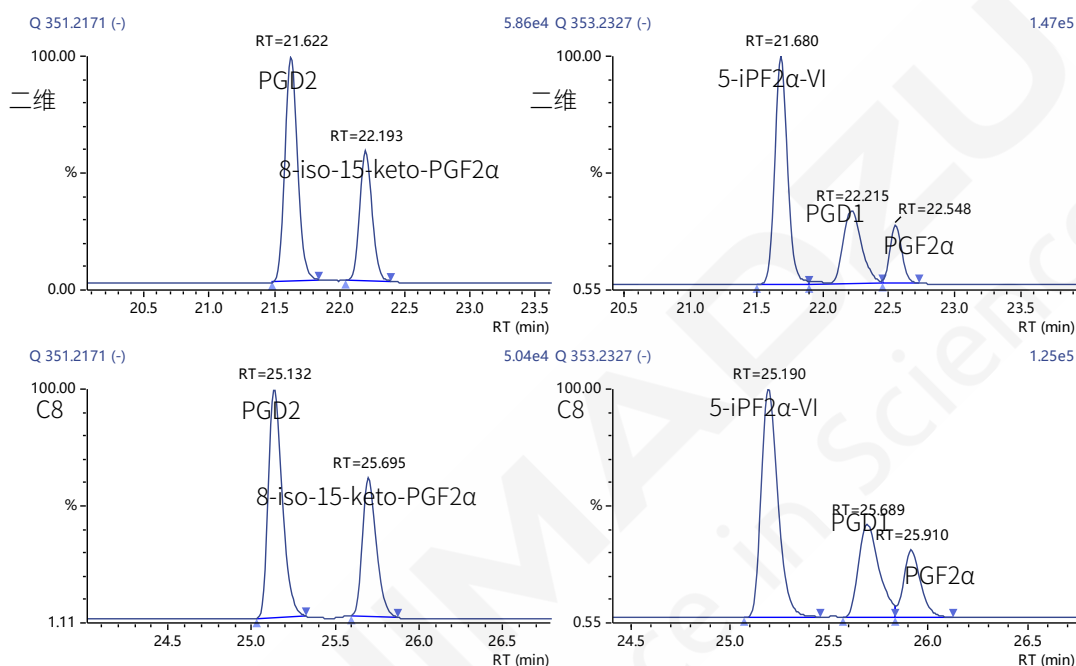 Q 351.2171 (-) 5.86e4
RT=21.622
100.00
PGD2
二维
RT=22.193
8-iso-15-keto-PGF2α
%
0.00
20.5 21.0 21.5 22.0 22.5 23.0 23.5
RT (min)
Q 353.2327 (-) 1.47e5
RT=21.680
100.00
5-iPF2α-VI
二维
RT=22.215
PGD1
RT=22.548
PGF2α
%
0.55
20.5 21.0 21.5 22.0 22.5 23.0 23.5
RT (min)
Q 351.2171 (-) 5.04e4
RT=25.132
100.00
PGD2
C8
RT=25.695
8-iso-15-keto-PGF2α
%
1.11
24.5 25.0 25.5 26.0 26.5
RT (min)
Q 353.2327 (-) 1.25e5
RT=25.190
100.00
5-iPF2α-VI
C8
RT=25.689
PGD1
RT=25.910
PGF2α
%
0.55
24.5 25.0 25.5 26.0 26.5
RT (min)